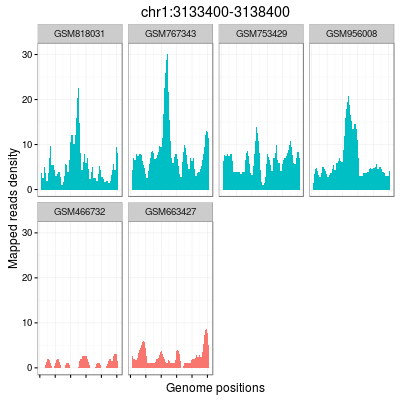 chr1:3133400-3138400
GSM818031 GSM767343 GSM753429 GSM956008
30
20
10
0
Mapped reads density
GSM466732 GSM663427
30
20
10
0
Genome positions